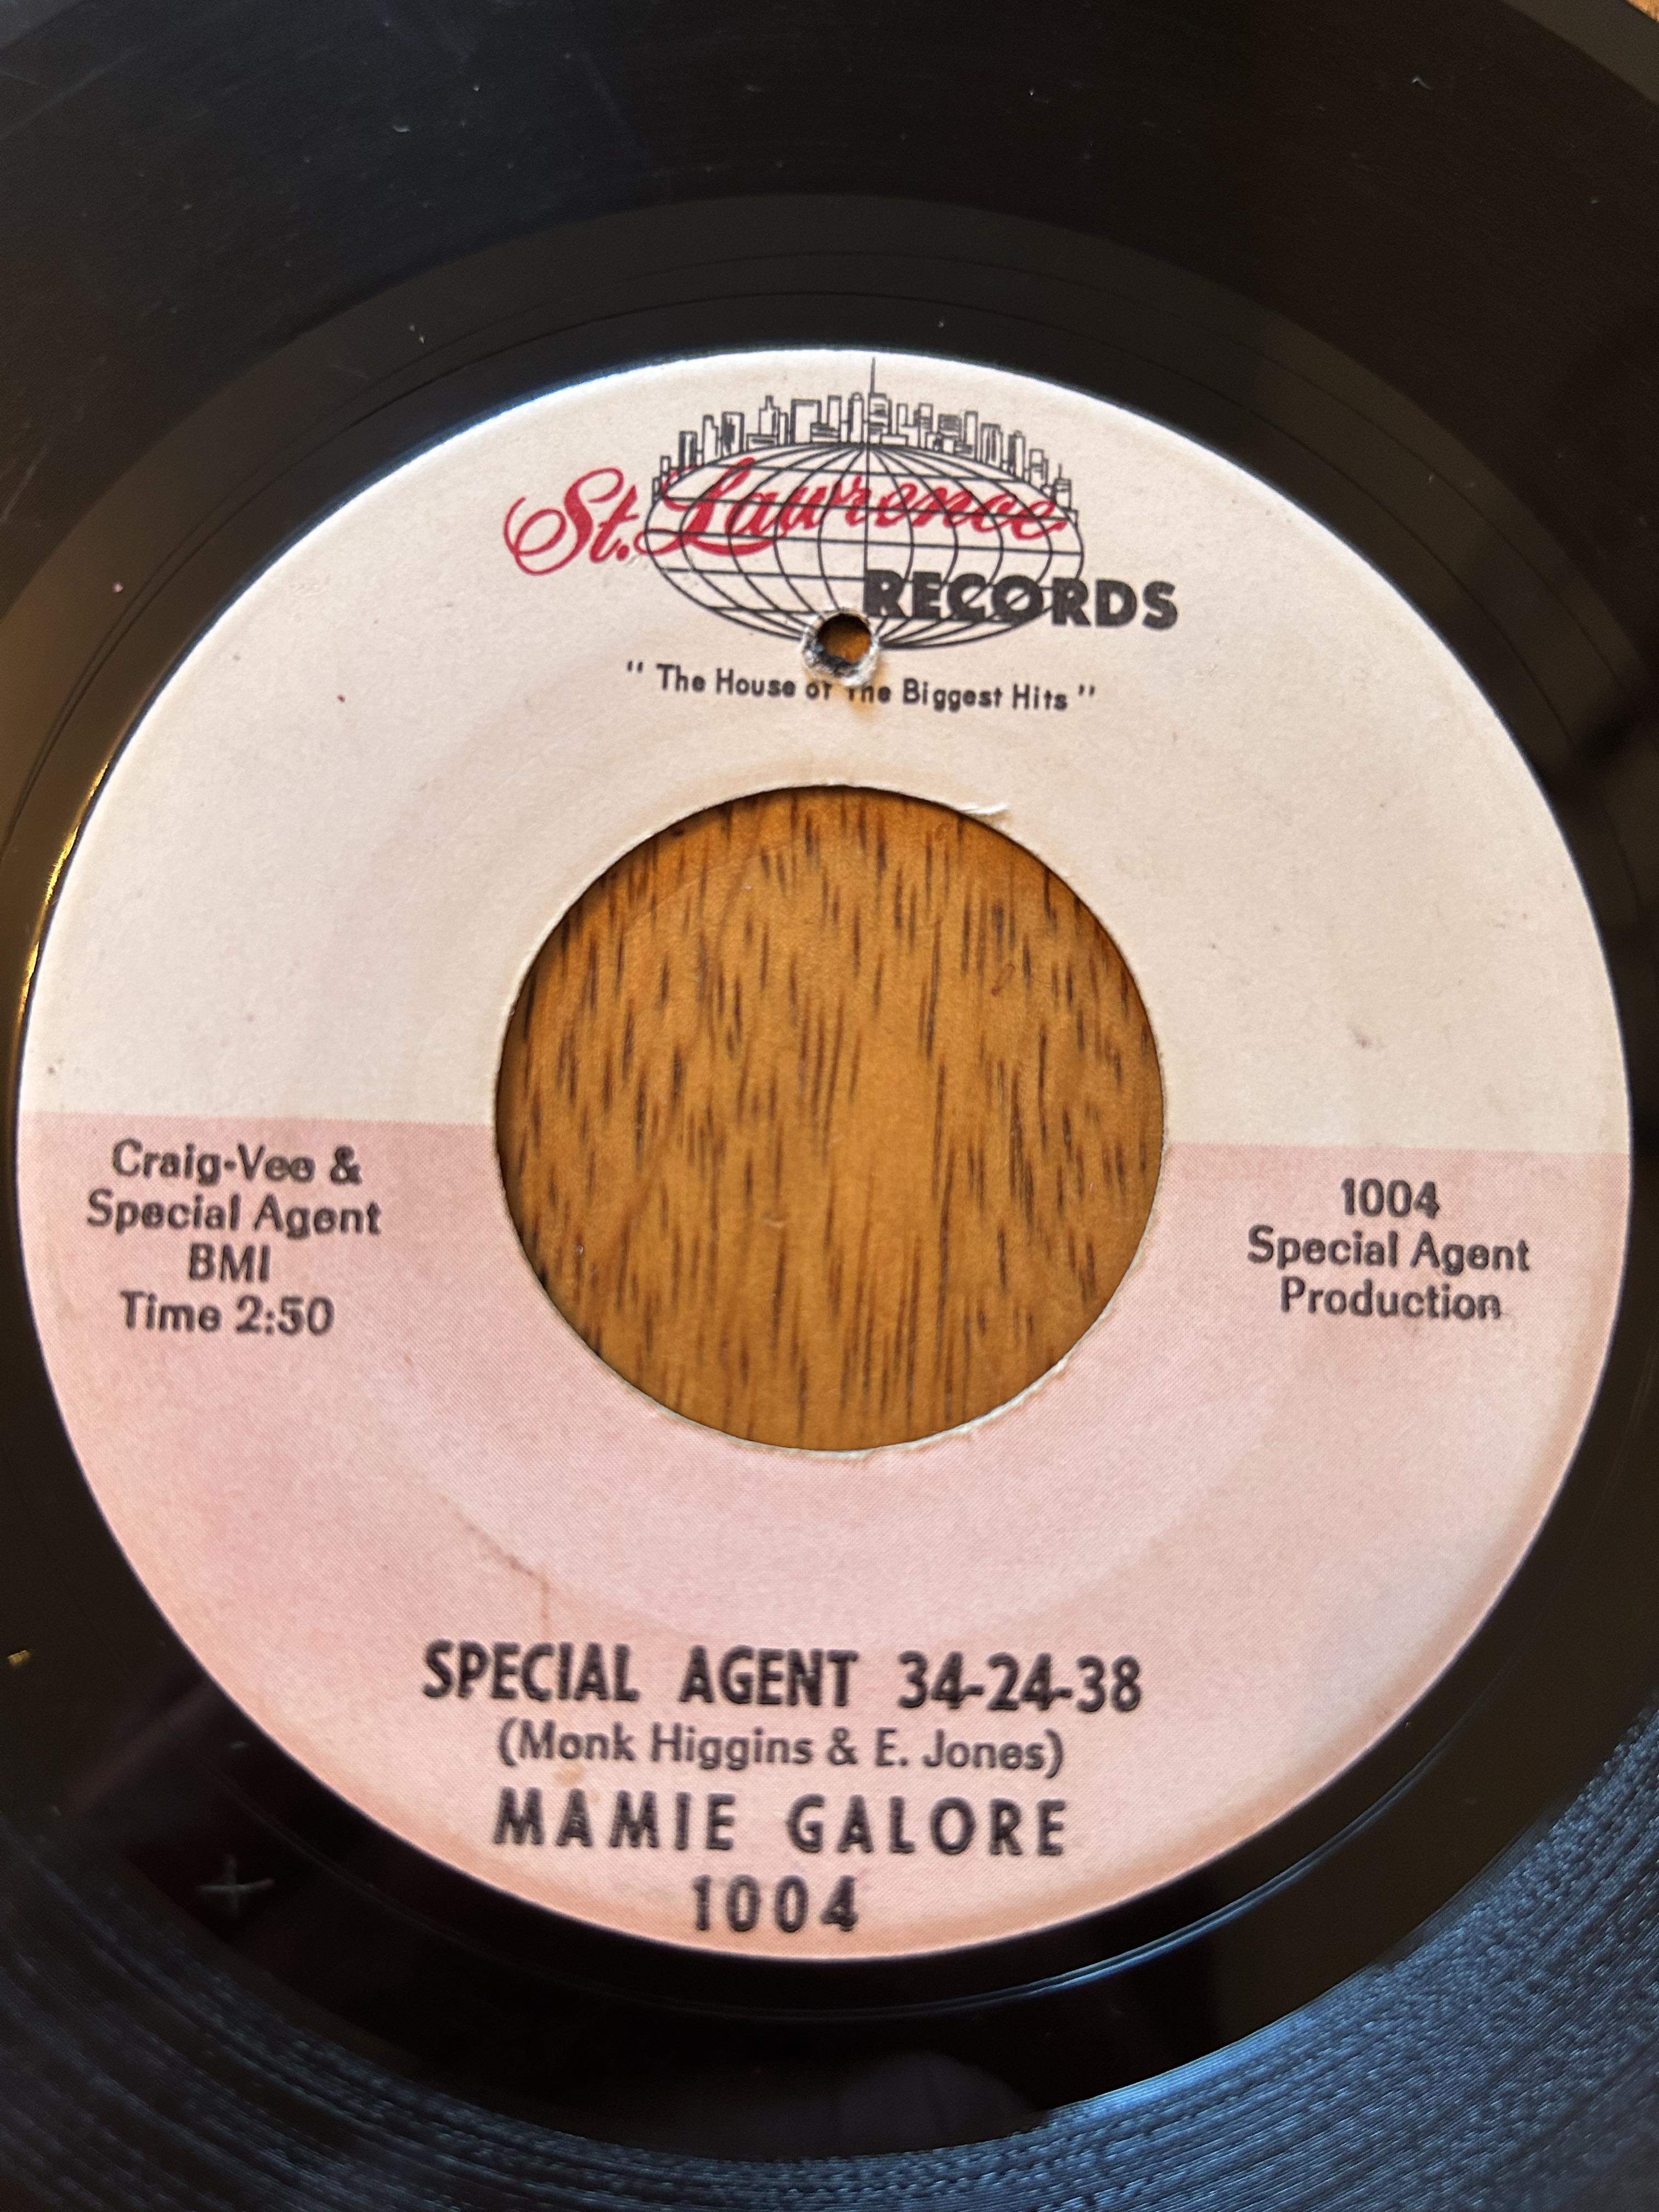 St. Lawrence
RECORDS
" The House of the Biggest Hits "
Craig-Vee &
Special Agent
BMI
Time 2:50
1004
Special Agent
Production
SPECIAL AGENT 34-24-38
(Monk Higgins & E. Jones)
MAMIE GALORE
1004